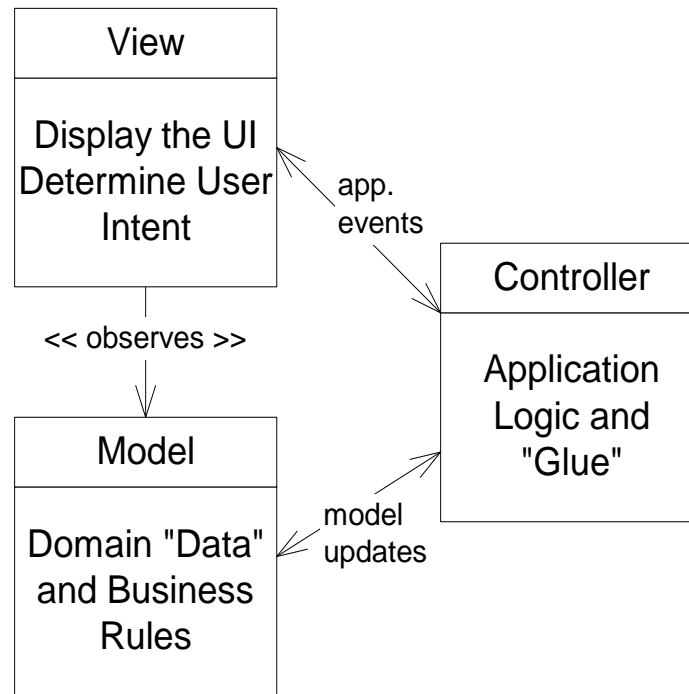 View
Display the UI
Determine User
Intent
app.
events
Controller
Application
Logic and
"Glue"
<< observes >>
Model
Domain "Data"
and Business
Rules
model
updates